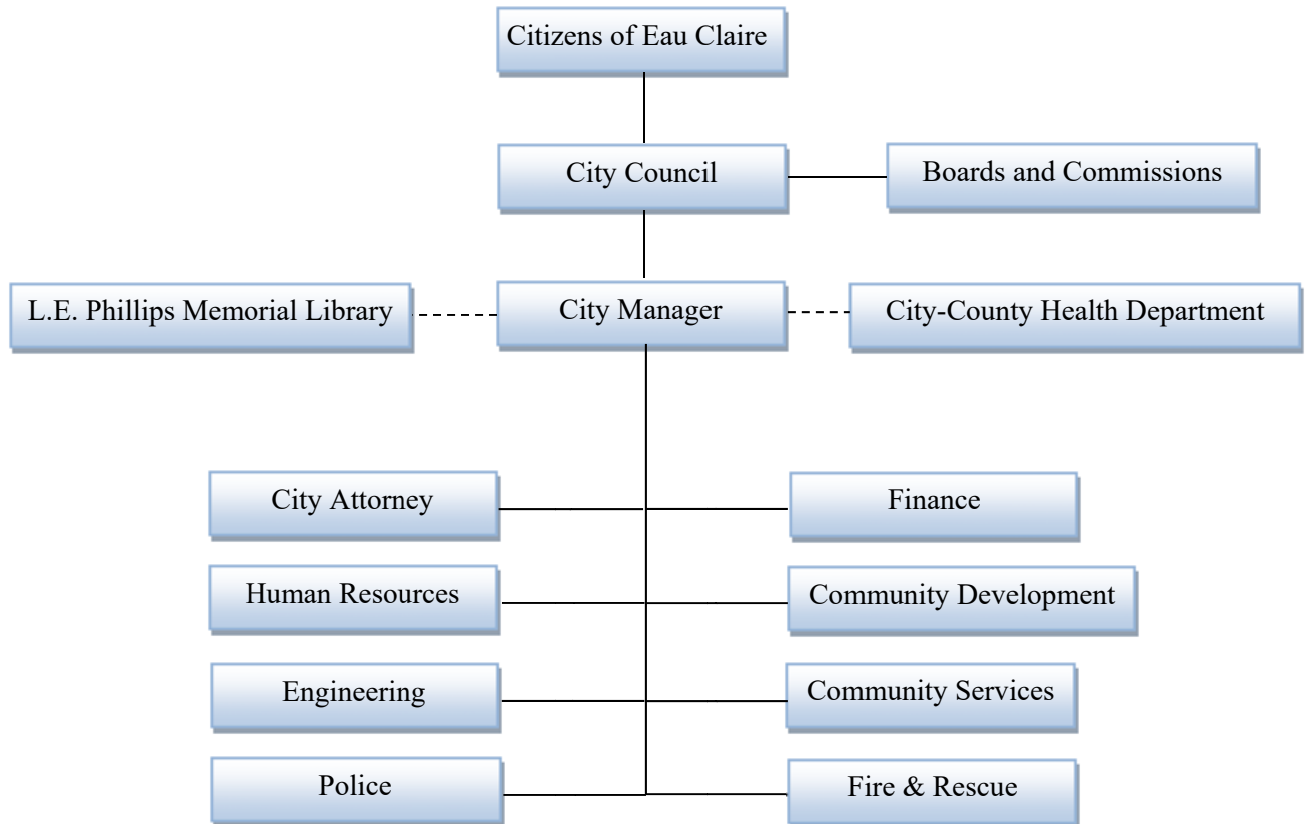 Citizens of Eau Claire
City Council
Boards and Commissions
L.E. Phillips Memorial Library
City Manager
City-County Health Department
City Attorney
Finance
Human Resources
Community Development
Engineering
Community Services
Police
Fire & Rescue